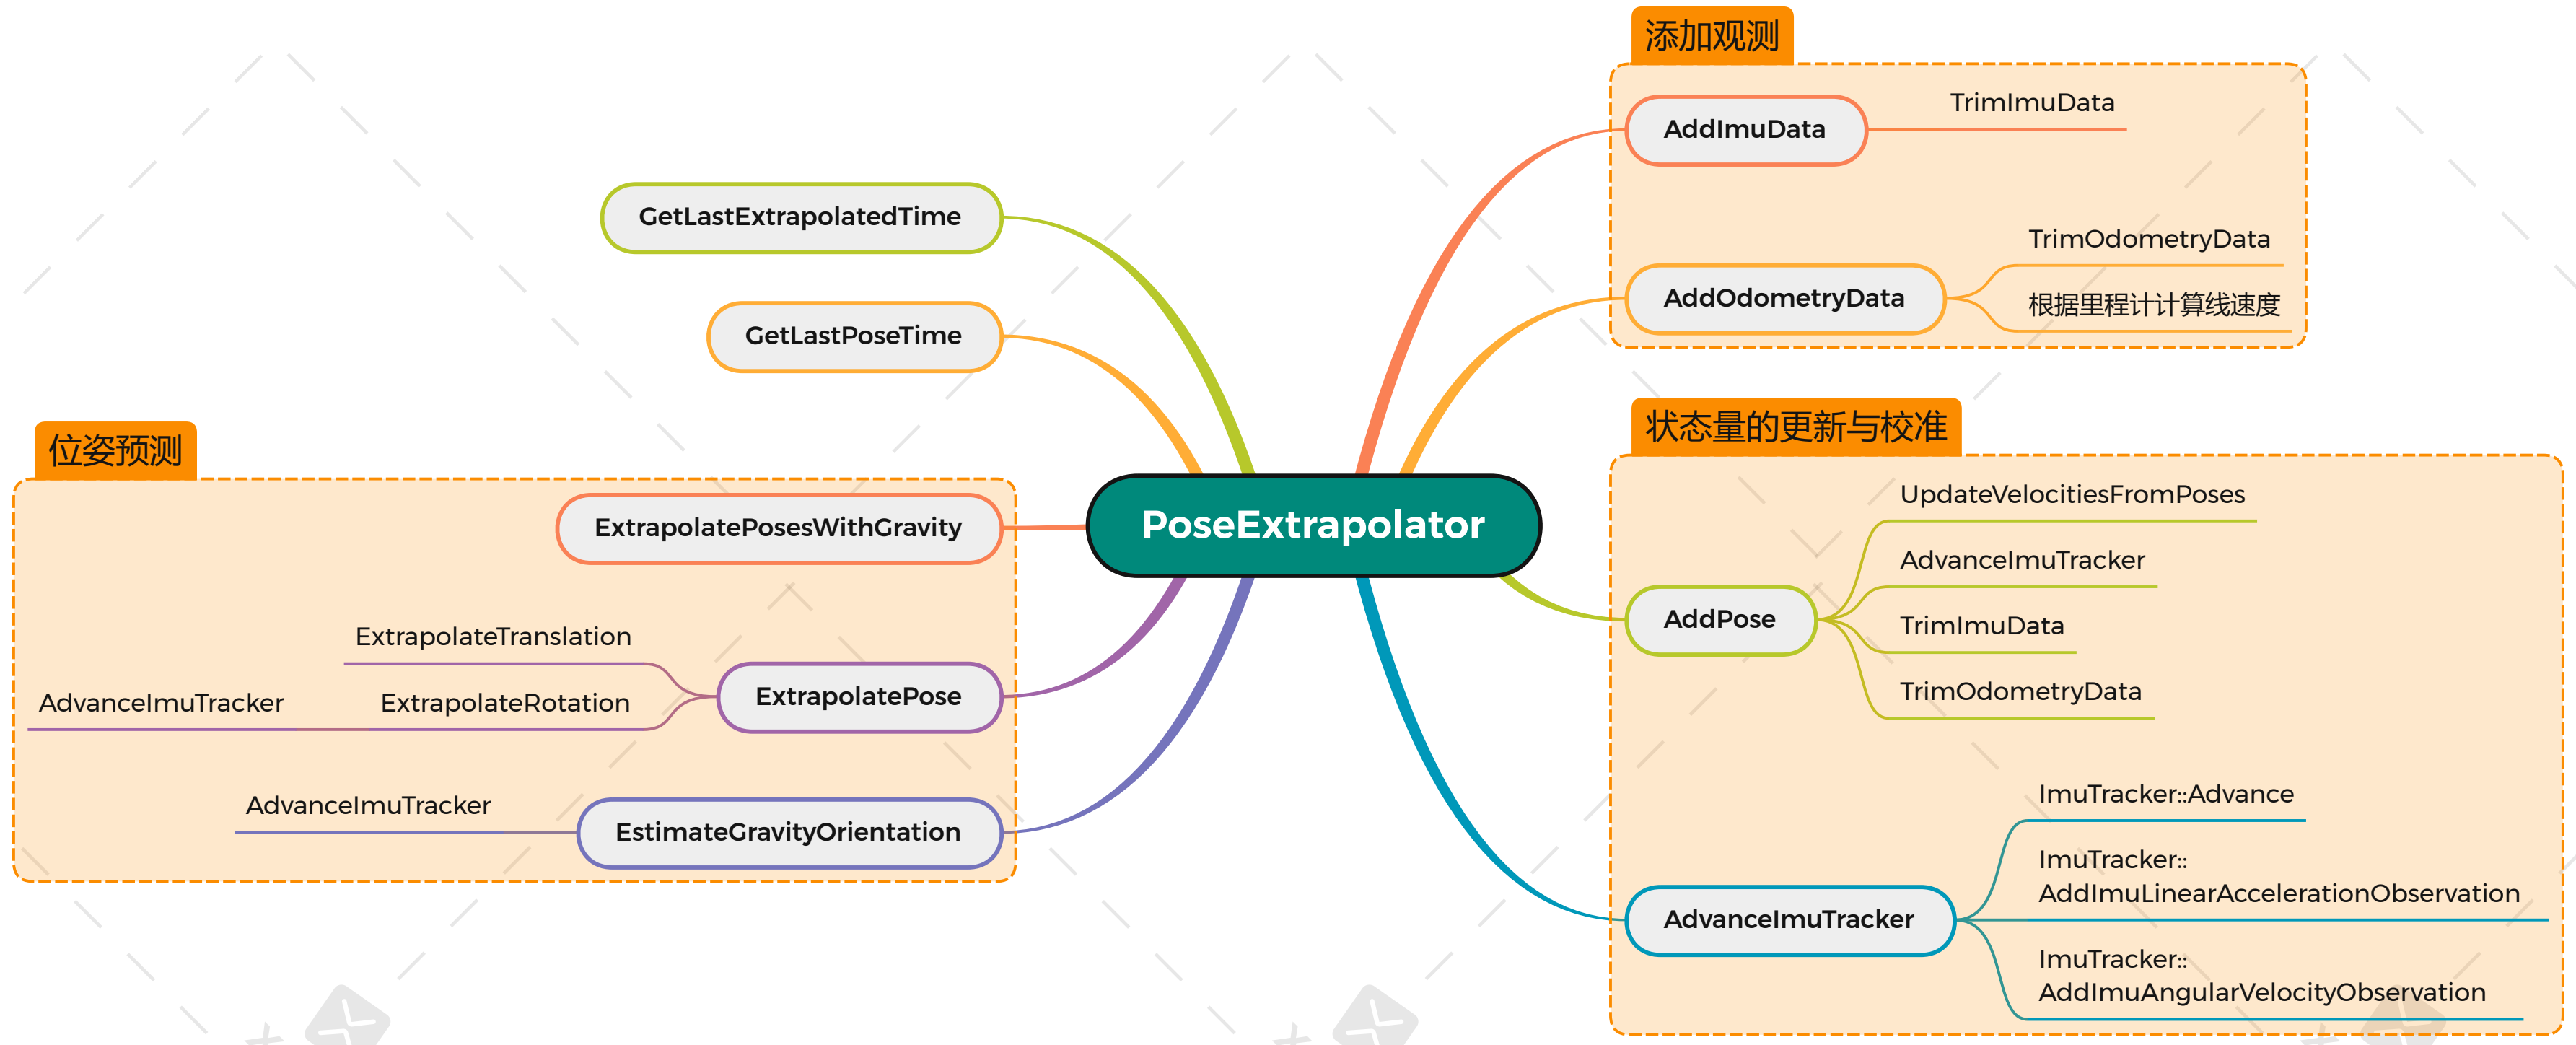 添加观测
AddImuData
TrimImuData
AddOdometryData
TrimOdometryData
根据里程计计算线速度
状态量的更新与校准
AddPose
UpdateVelocitiesFromPoses
AdvanceImuTracker
TrimImuData
TrimOdometryData
AdvanceImuTracker
ImuTracker::Advance
ImuTracker::
AddImuLinearAccelerationObservation
ImuTracker::
AddImuAngularVelocityObservation
PoseExtrapolator
GetLastExtrapolatedTime
GetLastPoseTime
位姿预测
ExtrapolatePosesWithGravity
ExtrapolatePose
ExtrapolateTranslation
ExtrapolateRotation
AdvanceImuTracker
EstimateGravityOrientation
AdvanceImuTracker